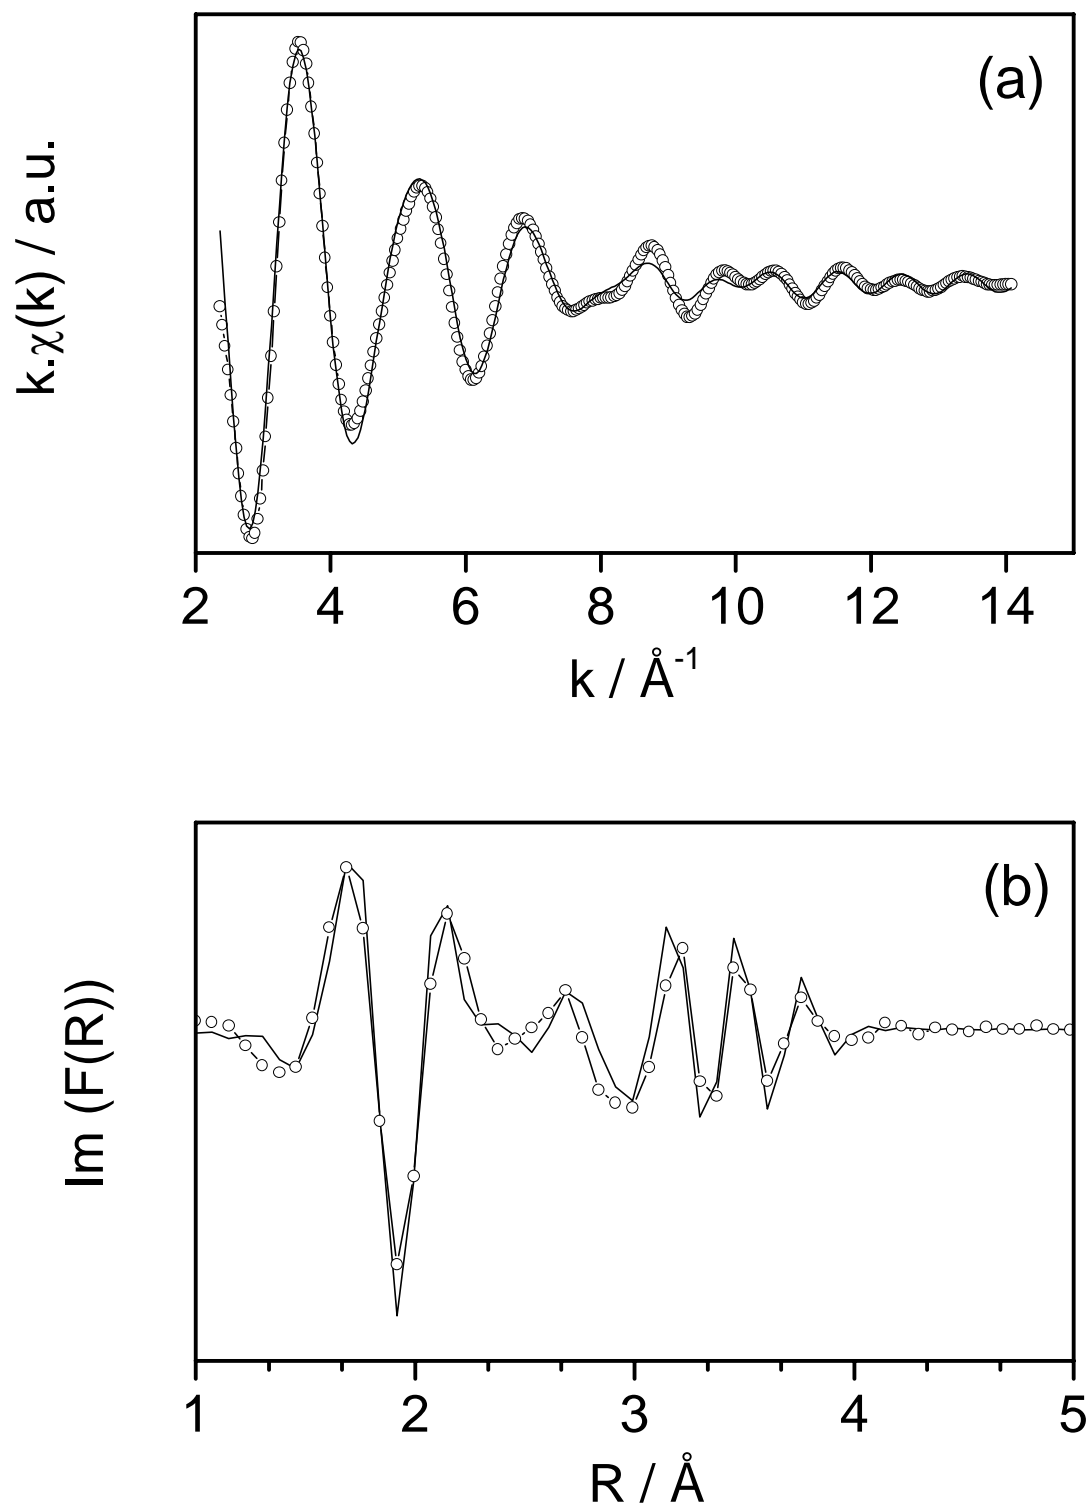 (a)
k.χ(k) / a.u.
2 4 6 8 10 12 14
k / Å-1
(b)
Im (F(R))
1 2 3 4 5
R / Å